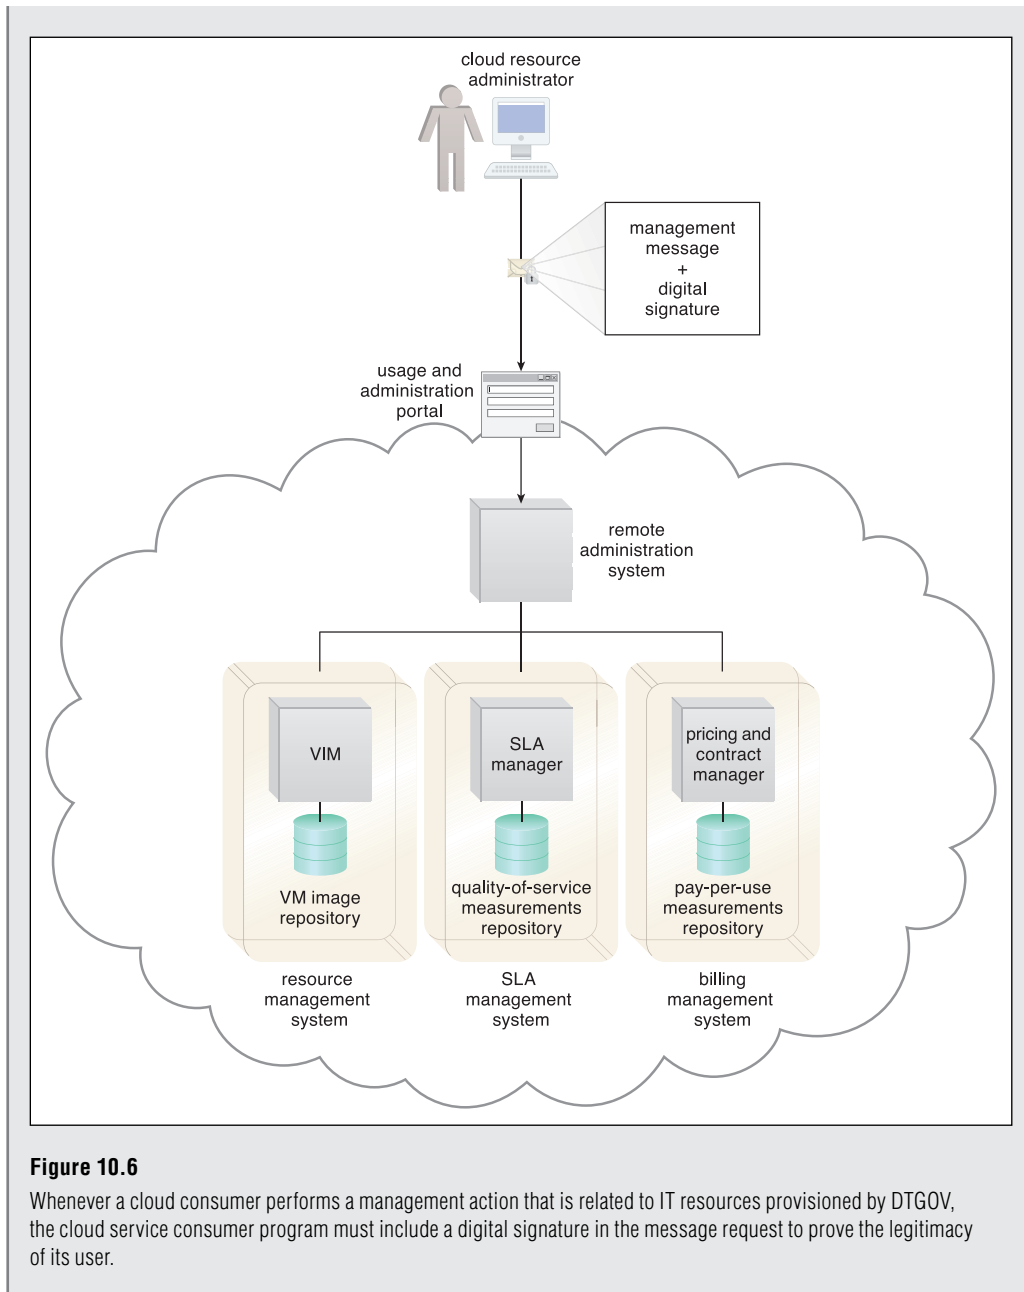 cloud resource
administrator
management
message
+
digital
signature
usage and
administration
portal
remote
administration
system
VIM
SLA
manager
pricing and
contract
manager
VM image
repository
quality-of-service
measurements
repository
pay-per-use
measurements
repository
resource
management
system
SLA
management
system
billing
management
system
Figure 10.6
Whenever a cloud consumer performs a management action that is related to IT resources provisioned by DTGOV,
the cloud service consumer program must include a digital signature in the message request to prove the legitimacy
of its user.